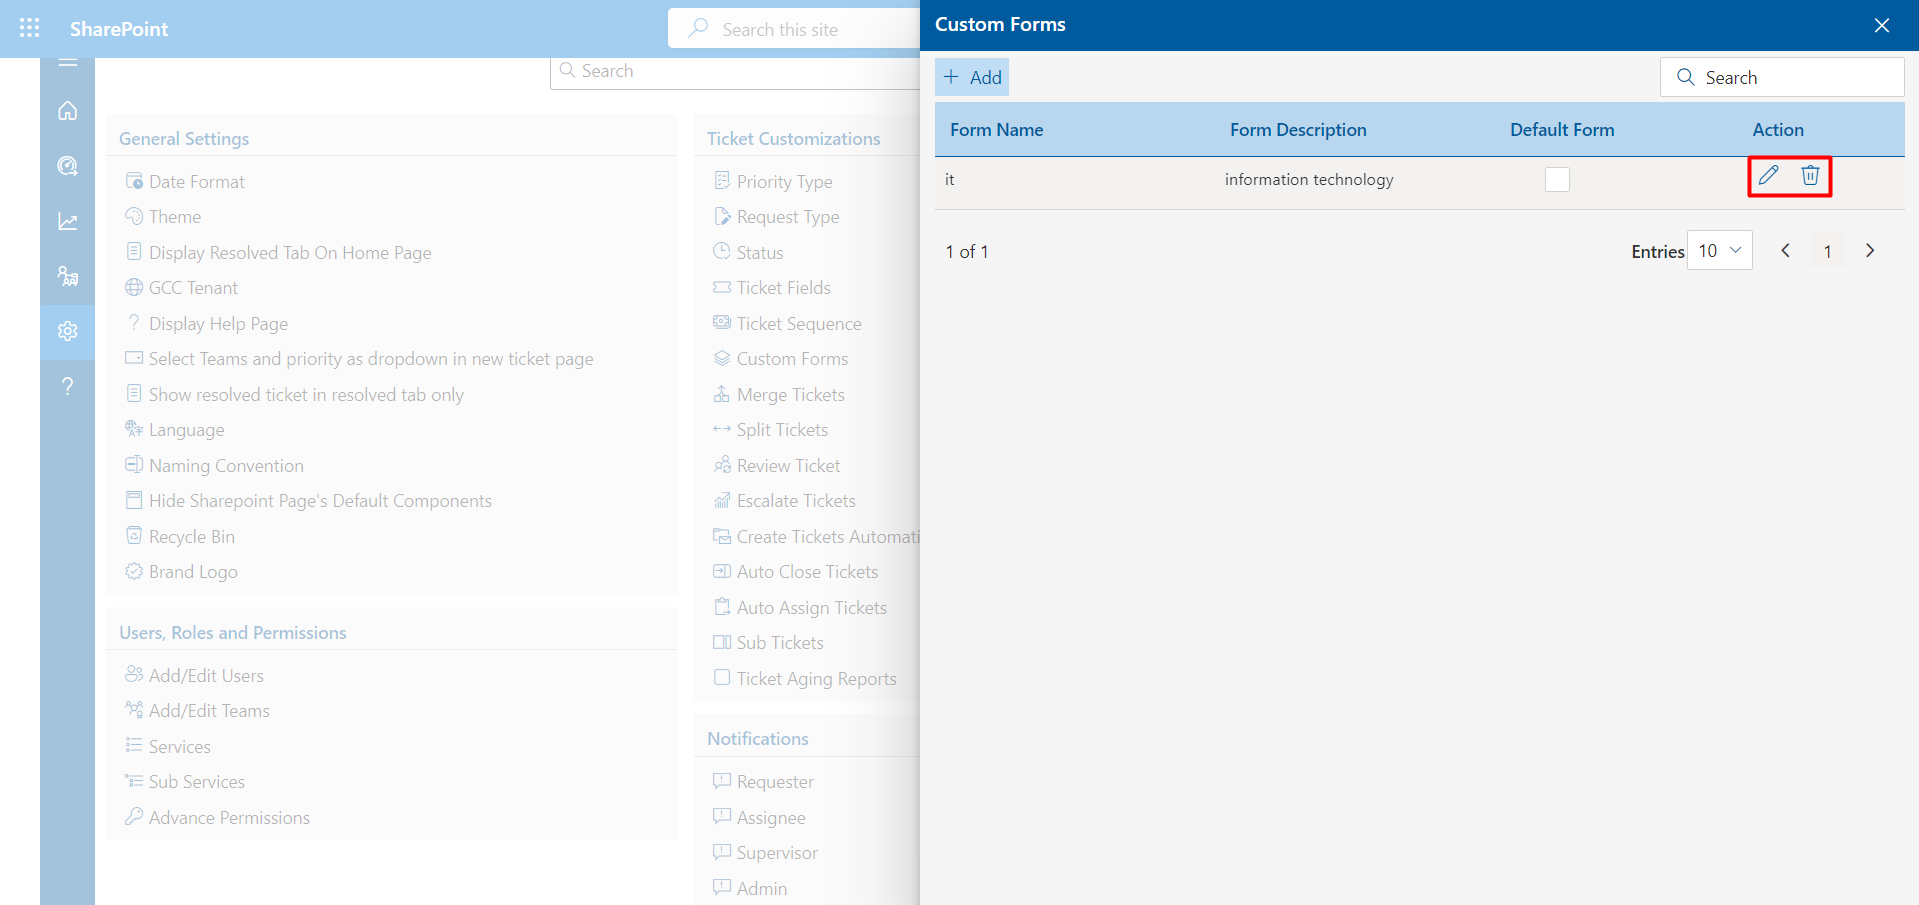 SharePoint
Search this site
Search
General Settings
Date Format
Theme
Display Resolved Tab On Home Page
GCC Tenant
Display Help Page
Select Teams and priority as dropdown in new ticket page
Show resolved ticket in resolved tab only
Language
Naming Convention
Hide Sharepoint Page's Default Components
Recycle Bin
Brand Logo
Users, Roles and Permissions
Add/Edit Users
Add/Edit Teams
Services
Sub Services
Advance Permissions
Ticket Customizations
Priority Type
Request Type
Status
Ticket Fields
Ticket Sequence
Custom Forms
Merge Tickets
Split Tickets
Review Ticket
Escalate Tickets
Create Tickets Automati
Auto Close Tickets
Auto Assign Tickets
Sub Tickets
Ticket Aging Reports
Notifications
Requester
Assignee
Supervisor
Admin
Custom Forms
Add
Search
Form Name Form Description Default Form Action
it information technology
1 of 1
Entries 10 1